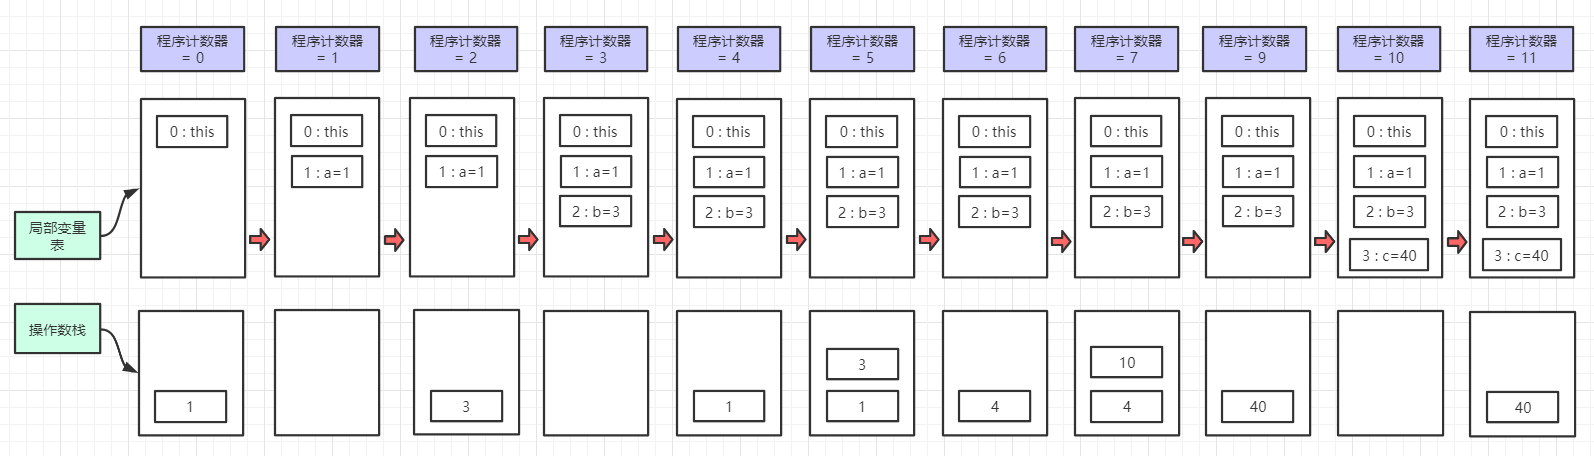 程序计数器
= 0
程序计数器
= 1
程序计数器
= 2
程序计数器
= 3
程序计数器
= 4
程序计数器
= 5
程序计数器
= 6
程序计数器
= 7
程序计数器
= 9
程序计数器
= 10
程序计数器
= 11
局部变量
表
0 : this
0 : this
1 : a=1
0 : this
1 : a=1
0 : this
1 : a=1
2 : b=3
0 : this
1 : a=1
2 : b=3
0 : this
1 : a=1
2 : b=3
0 : this
1 : a=1
2 : b=3
0 : this
1 : a=1
2 : b=3
0 : this
1 : a=1
2 : b=3
0 : this
1 : a=1
2 : b=3
3 : c=40
0 : this
1 : a=1
2 : b=3
3 : c=40
操作数栈
1
3
1
3
1
4
10
4
40
40